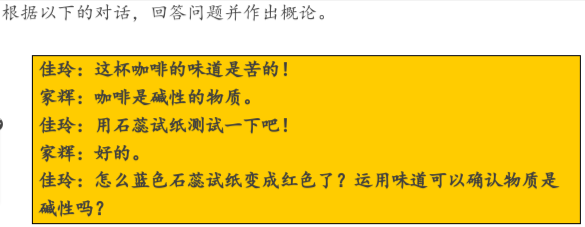 根据以下的对话，回答问题并作出概论。
佳玲：这杯咖啡的味道是苦的！
家辉：咖啡是碱性的物质。
佳玲：用石蕊试纸测试一下吧！
家辉：好的。
佳玲：怎么蓝色石蕊试纸变成红色了？运用味道可以确认物质是
碱性吗？